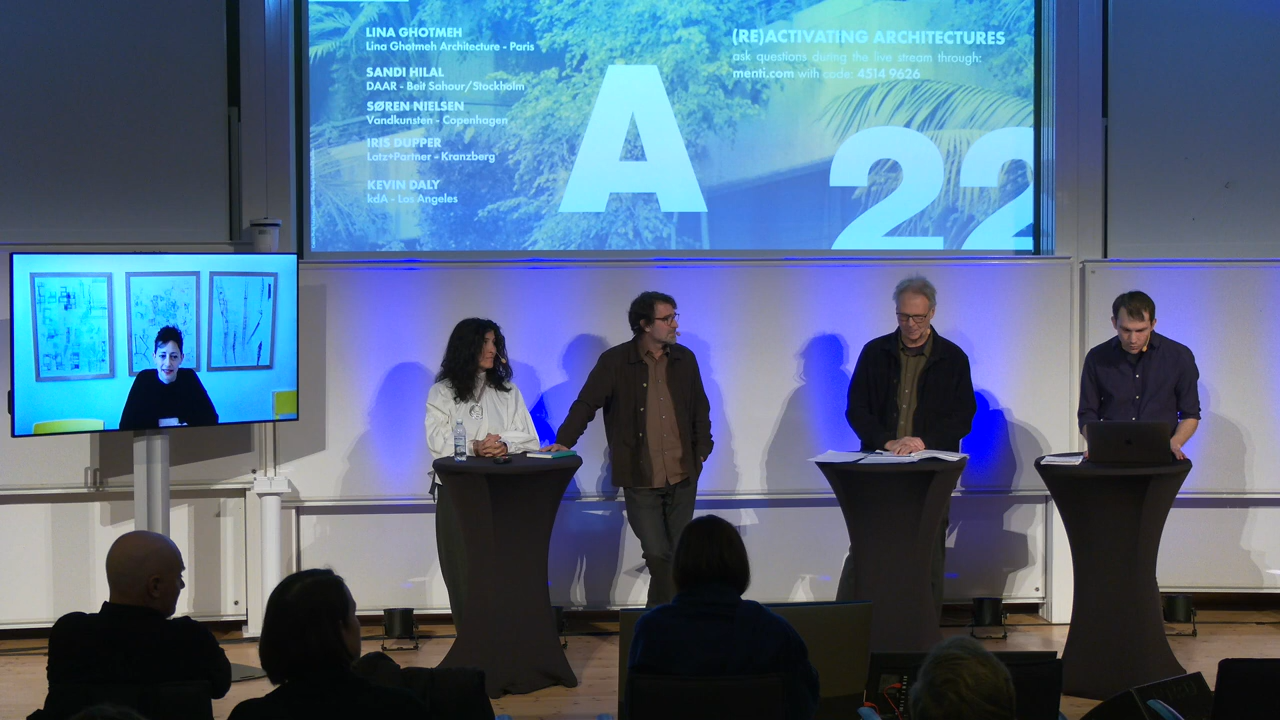 LINA GHOTMEH
Lina Ghotmeh Architecture - Paris
SANDI HILAL
DAAR - Beit Sahour/Stockholm
SØREN NIELSEN
Vandkunsten - Copenhagen
IRIS DUPPER
Latz+Partner - Kranzberg
KEVIN DALY
kdA - Los Angeles
A
(RE)ACTIVATING ARCHITECTURES
ask questions during the live stream through:
menti.com with code: 4514 9626
22